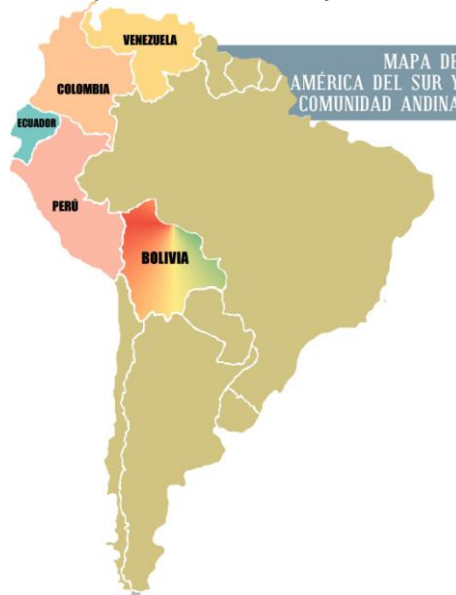 VENEZUELA
MAPA DE
AMÉRICA DEL SUR Y
COMUNIDAD ANDINA
COLOMBIA
ECUADOR
PERÚ
BOLIVIA